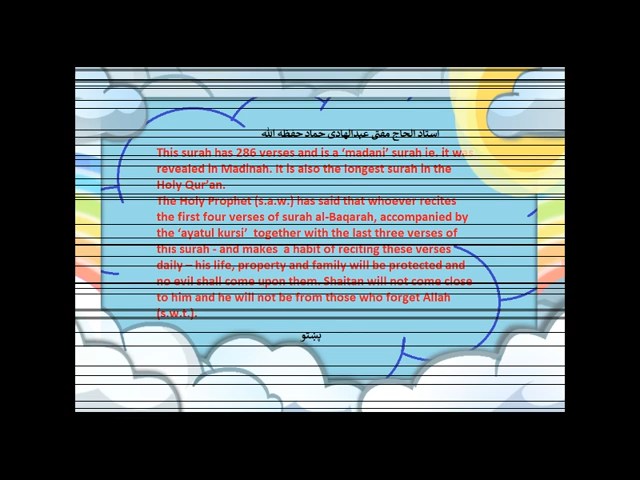 استاد الحاج مفتی عبدالهادی حماد حفظه الله
This surah has 286 verses and is a ‘madani’ surah ie. it was
revealed in Madinah. It is also the longest surah in the
Holy Qur’an.
The Holy Prophet (s.a.w.) has said that whoever recites
the first four verses of surah al-Baqarah, accompanied by
the ‘ayatul kursi’ together with the last three verses of
this surah - and makes a habit of reciting these verses
daily – his life, property and family will be protected and
no evil shall come upon them. Shaitan will not come close
to him and he will not be from those who forget Allah
(s.w.t.).
پښتو